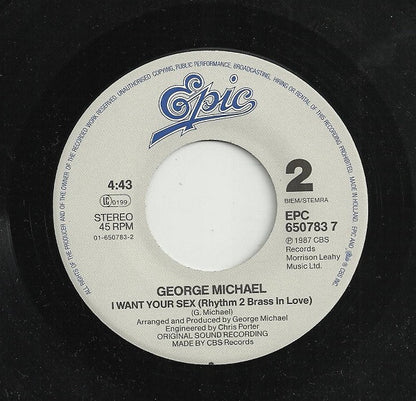 ALL RIGHTS OF THE PRODUCER AND OF THE OWNER OF THE RECORDED WORK RESERVED. UNAUTHORISED COPYING, PUBLIC PERFORMANCE, BROADCASTING, HIRING OR RENTAL OF THIS RECORDING PROHIBITED. MADE IN HOLLAND. EPIC AND
Epic
4:43
LC 0199
STEREO
45 RPM
01-650783-2
2
BIEM/STEMRA
EPC
650783 7
Ⓟ 1987 CBS
Records
Morrison Leahy
Music Ltd.
GEORGE MICHAEL
I WANT YOUR SEX (Rhythm 2 Brass In Love)
(G. Michael)
Arranged and Produced by George Michael
Engineered by Chris Porter
ORIGINAL SOUND RECORDING
MADE BY CBS Records